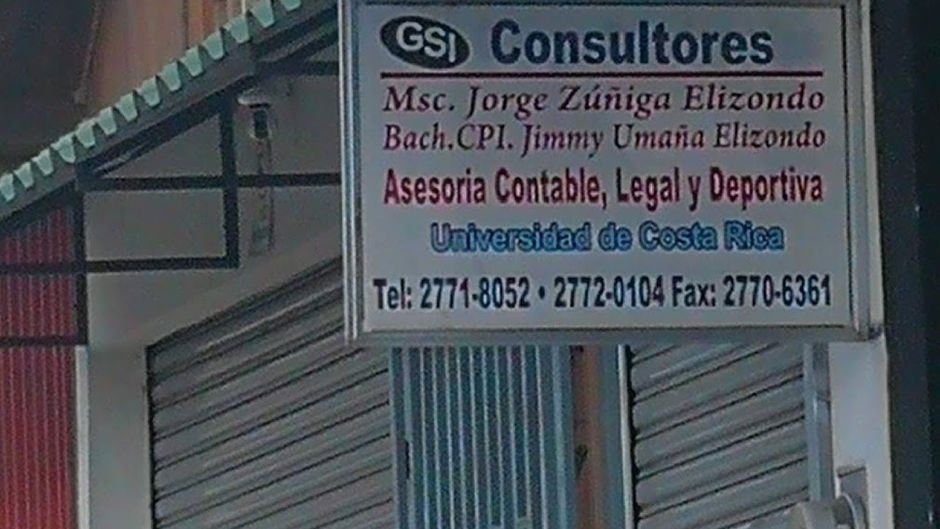 GSI Consultores
Msc. Jorge Zúñiga Elizondo
Bach.CPI. Jimmy Umaña Elizondo
Asesoria Contable, Legal y Deportiva
Universidad de Costa Rica
Tel: 2771-8052 • 2772-0104 Fax: 2770-6361